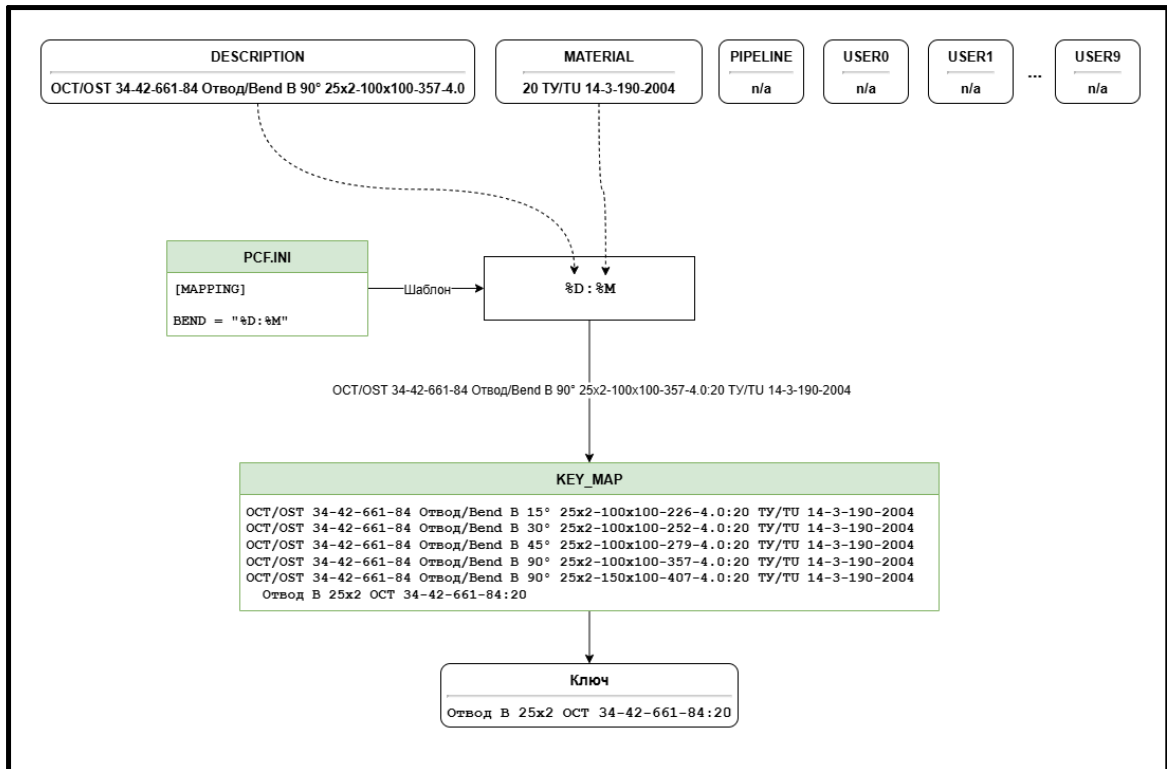 DESCRIPTION
ОСТ/OST 34-42-661-84 Отвод/Bend В 90° 25x2-100x100-357-4.0
MATERIAL
20 ТУ/TU 14-3-190-2004
PIPELINE
n/a
USER0
n/a
USER1
n/a
...
USER9
n/a
PCF.INI
[MAPPING]
BEND = "%D:%M"
Шаблон
%D:%M
ОСТ/OST 34-42-661-84 Отвод/Bend В 90° 25x2-100x100-357-4.0:20 ТУ/TU 14-3-190-2004
KEY_MAP
ОСТ/OST 34-42-661-84 Отвод/Bend В 15° 25x2-100x100-226-4.0:20 ТУ/TU 14-3-190-2004
ОСТ/OST 34-42-661-84 Отвод/Bend В 30° 25x2-100x100-252-4.0:20 ТУ/TU 14-3-190-2004
ОСТ/OST 34-42-661-84 Отвод/Bend В 45° 25x2-100x100-279-4.0:20 ТУ/TU 14-3-190-2004
ОСТ/OST 34-42-661-84 Отвод/Bend В 90° 25x2-100x100-357-4.0:20 ТУ/TU 14-3-190-2004
ОСТ/OST 34-42-661-84 Отвод/Bend В 90° 25x2-150x100-407-4.0:20 ТУ/TU 14-3-190-2004
Отвод В 25x2 ОСТ 34-42-661-84:20
Ключ
Отвод В 25x2 ОСТ 34-42-661-84:20